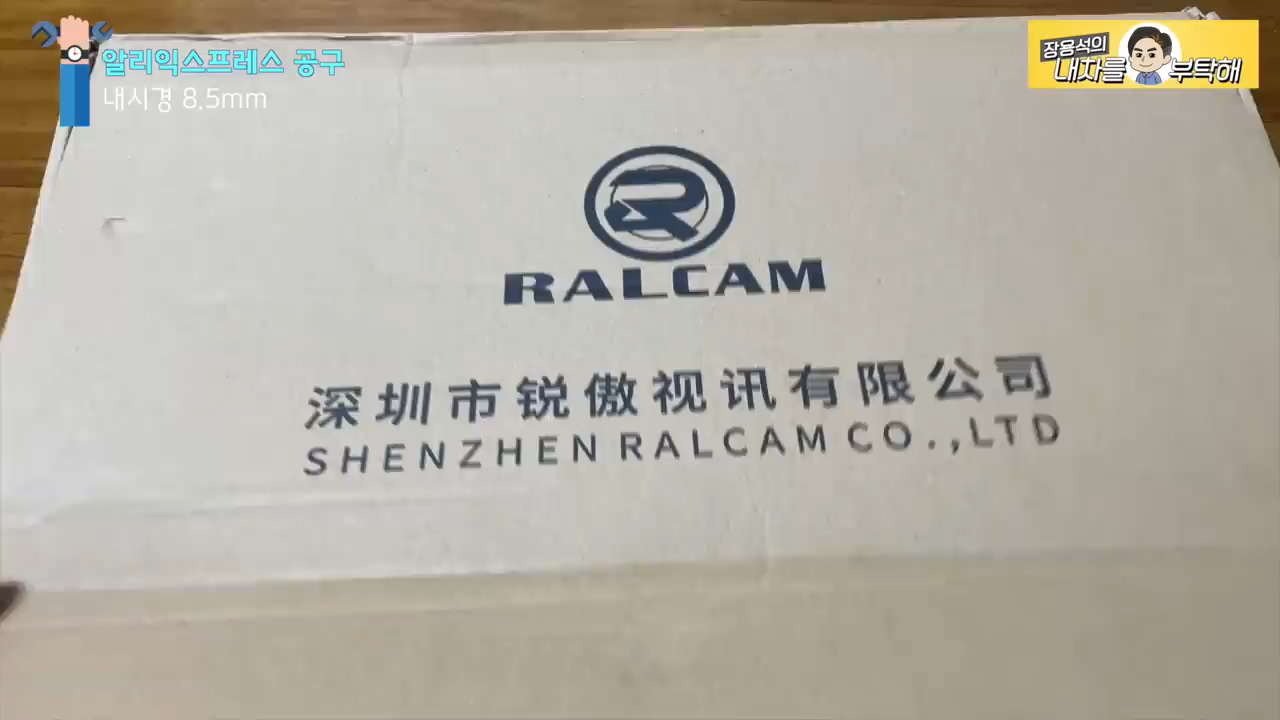 알리익스프레스 공구
내시경 8.5mm
장용석의
내차를 부탁해
RALCAM
深圳市锐傲视讯有限公司
SHENZHEN RALCAM CO.,LTD